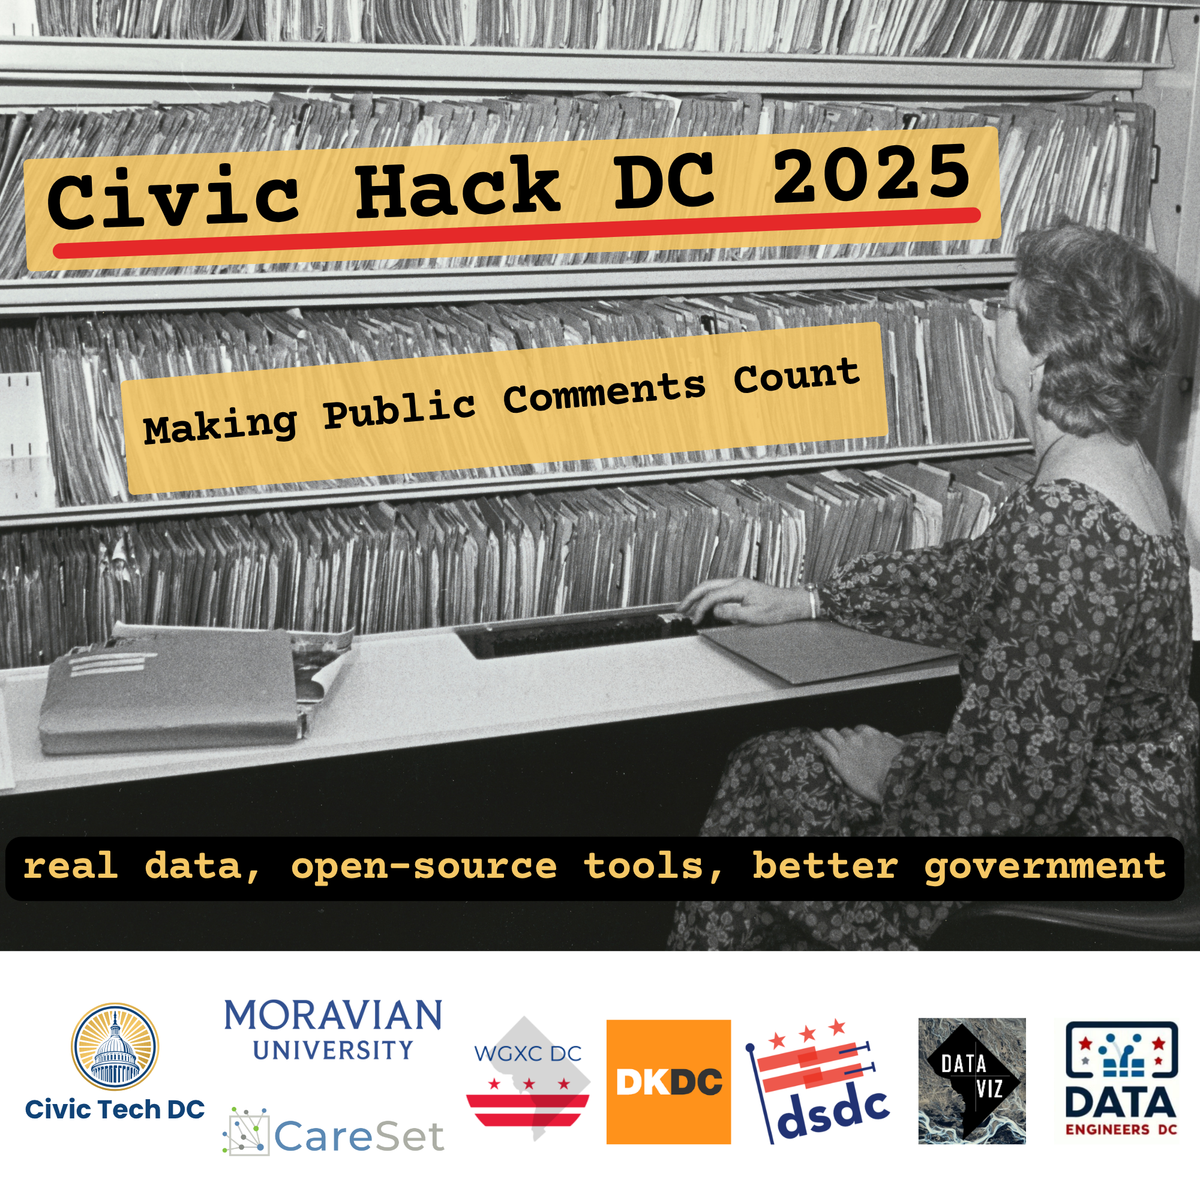 Civic Hack DC 2025
Making Public Comments Count
real data, open-source tools, better government
Civic Tech DC
MORAVIAN
UNIVERSITY
CareSet
WGXC DC
DKDC
dsdc
DATA
VIZ
DATA
ENGINEERS DC